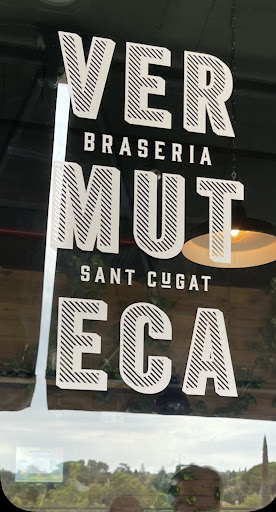 VER
BRASERIA
MUT
SANT CUGAT
ECA